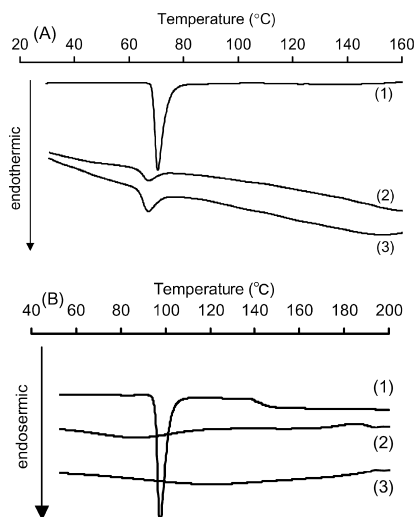 Temperature (°C)
20 (A) 40 60 80 100 120 140 160
(1)
endothermic
(2)
(3)
Temperature (°C)
(B)
40 60 80 100 120 140 160 180 200
(1)
endosermic
(2)
(3)